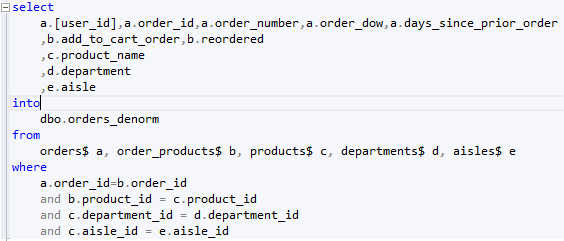 select
a.[user_id],a.order_id,a.order_number,a.order_dow,a.days_since_prior_order
,b.add_to_cart_order,b.reordered
,c.product_name
,d.department
,e.aisle
into
dbo.orders_denorm
from
orders$ a, order_products$ b, products$ c, departments$ d, aisles$ e
where
a.order_id=b.order_id
and b.product_id = c.product_id
and c.department_id = d.department_id
and c.aisle_id = e.aisle_id